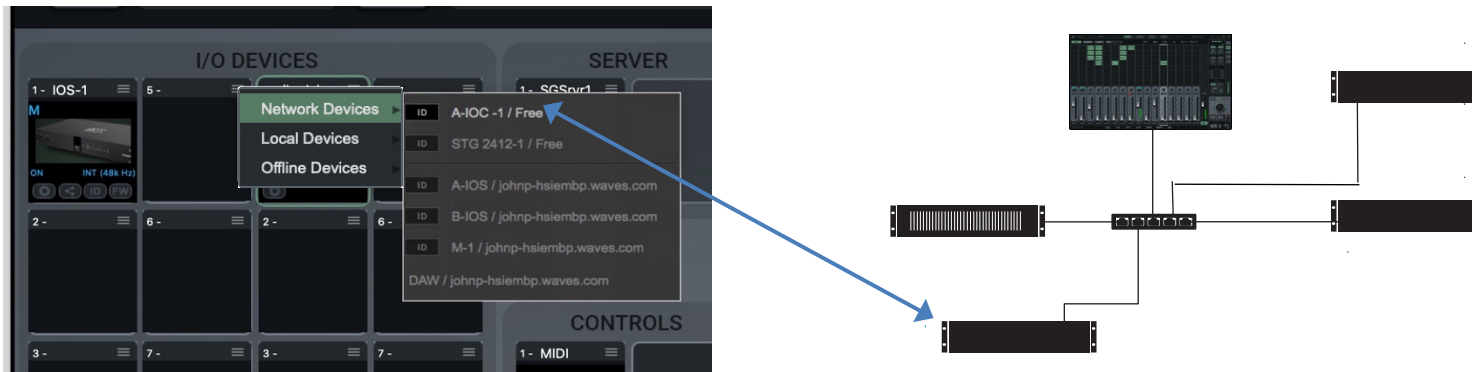 I/O DEVICES
SERVER
1 - IOS-1
5 -
1 - SGSrvr1
M
ON
INT (48k Hz)
ID
FW
Network Devices
Local Devices
Offline Devices
ID A-IOC -1 / Free
ID STG 2412-1 / Free
ID A-IOS / johnp-hsiembp.waves.com
ID B-IOS / johnp-hsiembp.waves.com
ID M-1 / johnp-hsiembp.waves.com
DAW / johnp-hsiembp.waves.com
2 -
6 -
2 -
6 -
CONTROLS
3 -
7 -
3 -
7 -
1 - MIDI